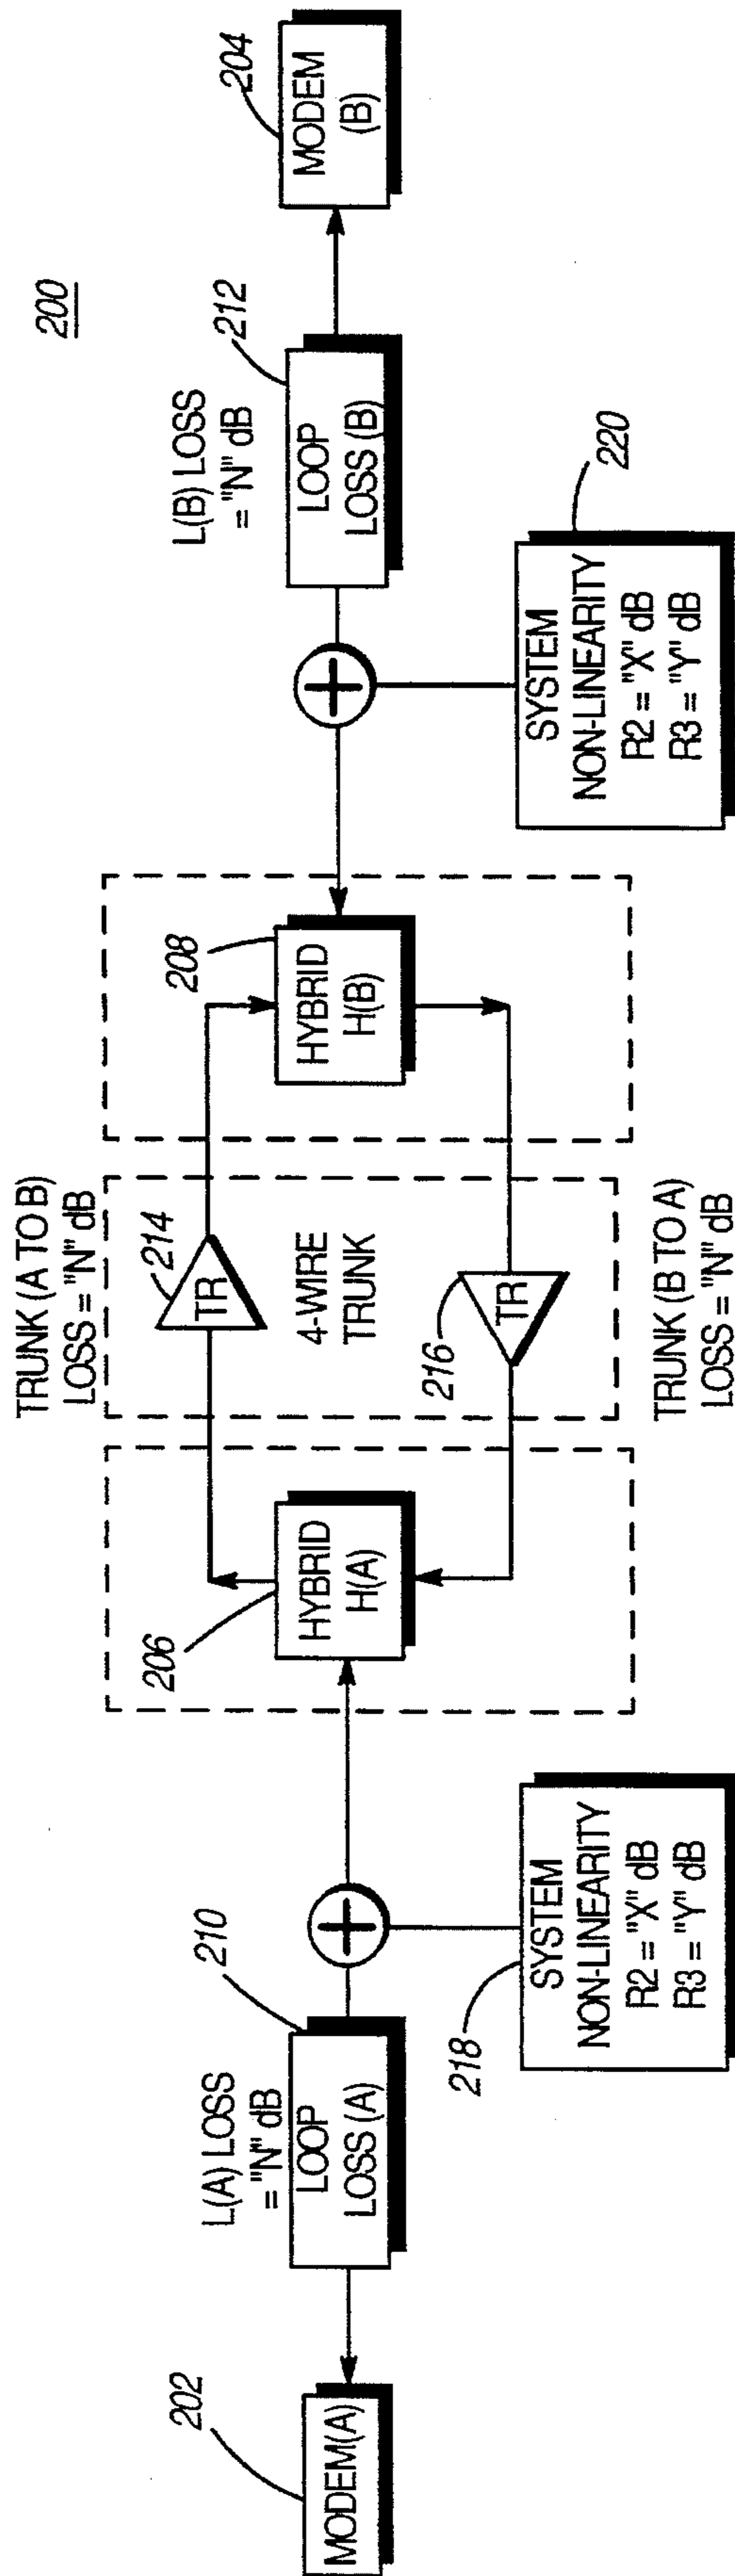 200
202
MODEM(A)
L(A) LOSS
= "N" dB
210
LOOP
LOSS (A)
218
SYSTEM
NON-LINEARITY
R2 = "X" dB
R3 = "Y" dB
206
HYBRID
H(A)
TRUNK (A TO B)
LOSS = "N" dB
214
TR
4-WIRE
TRUNK
216
TR
TRUNK (B TO A)
LOSS = "N" dB
208
HYBRID
H(B)
SYSTEM
NON-LINEARITY
R2 = "X" dB
R3 = "Y" dB
220
L(B) LOSS
= "N" dB
212
LOOP
LOSS (B)
204
MODEM
(B)